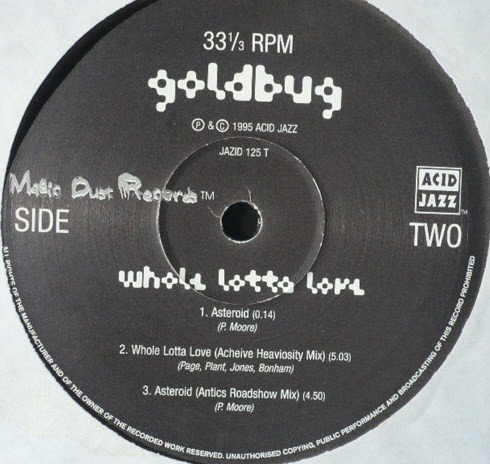 33⅓ RPM
goldbug
℗ & © 1995 ACID JAZZ
JAZID 125 T
Magic Dust Records™
ACID
JAZZ™
SIDE
TWO
whole lotta love
1. Asteroid (0.14)
(P. Moore)
2. Whole Lotta Love (Acheive Heaviosity Mix) (5.03)
(Page, Plant, Jones, Bonham)
3. Asteroid (Antics Roadshow Mix) (4.50)
(P. Moore)
ALL RIGHTS OF THE MANUFACTURER AND OF THE OWNER OF THE RECORDED WORK RESERVED. UNAUTHORISED COPYING, PUBLIC PERFORMANCE AND BROADCASTING OF THIS RECORD PROHIBITED